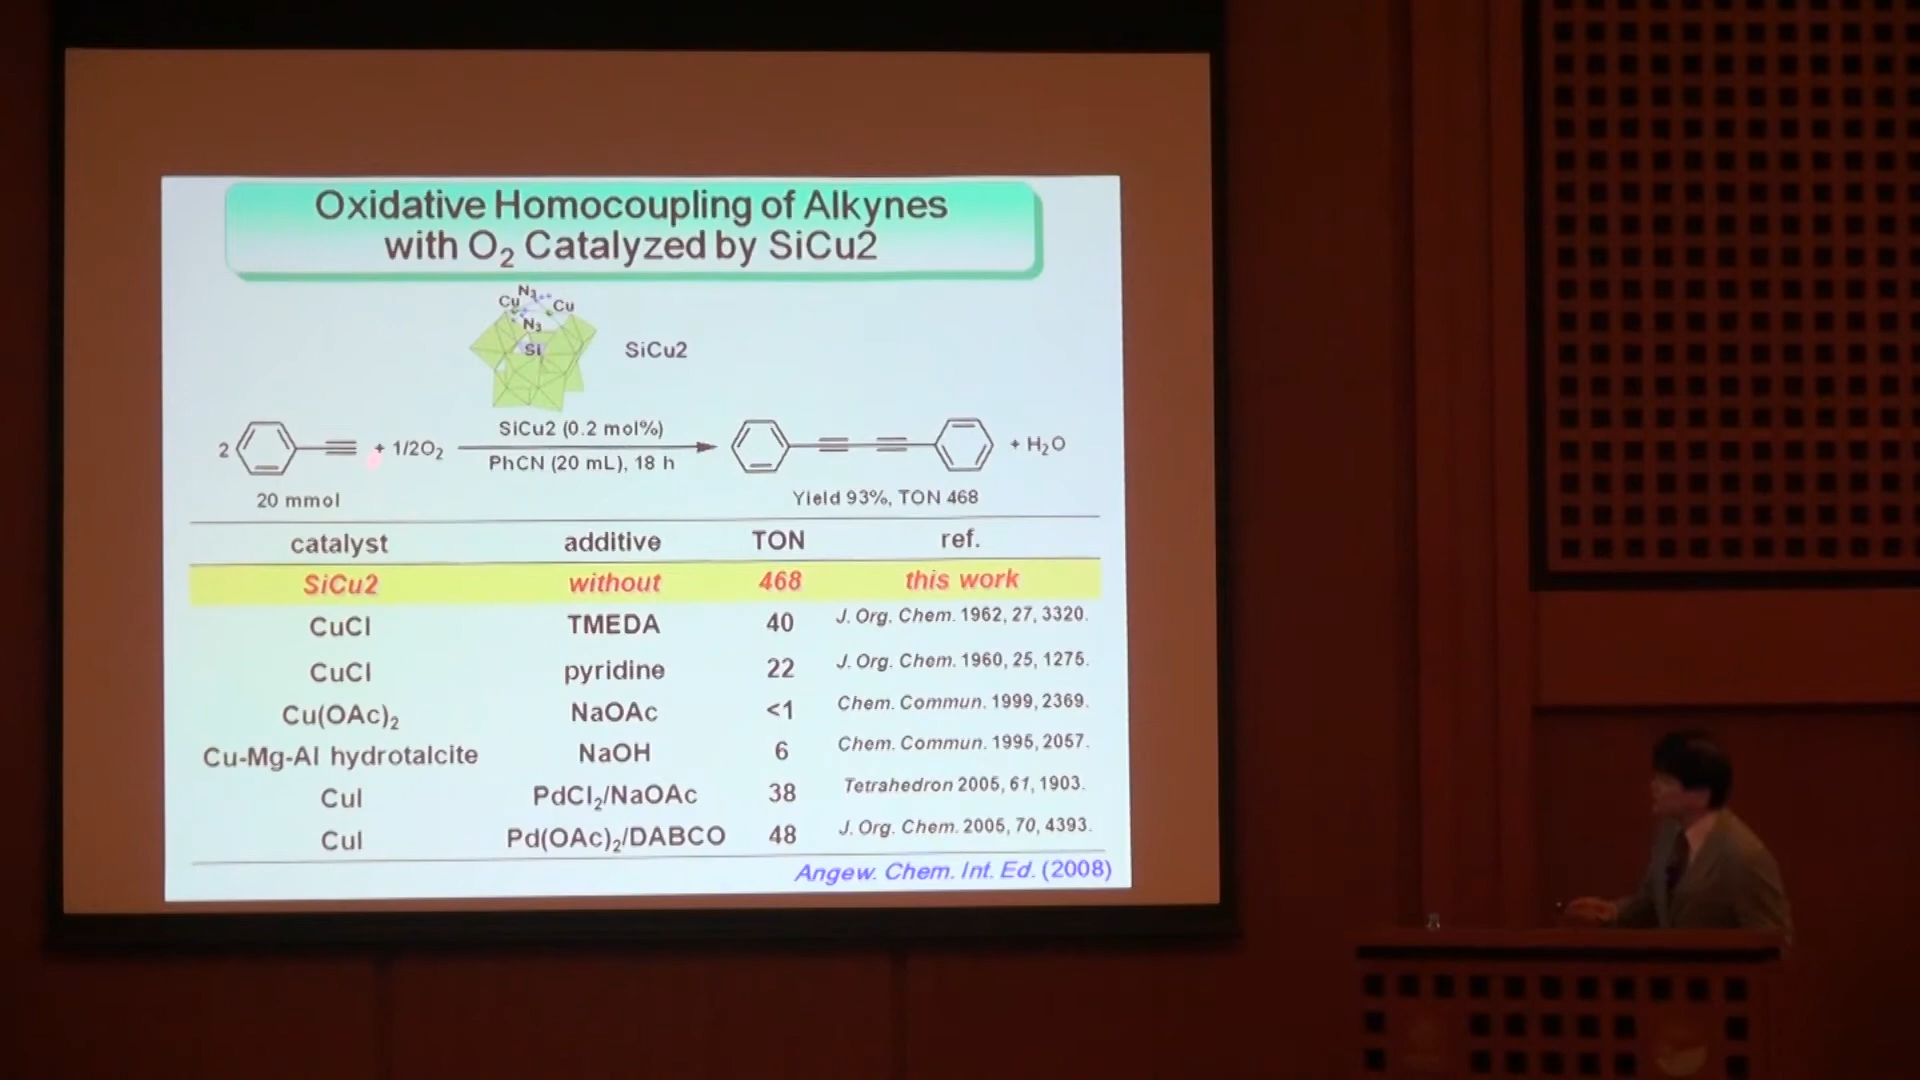 Oxidative Homocoupling of Alkynes
with O₂ Catalyzed by SiCu2
N₃
Cu Cu
N₃
Si
SiCu2
2 + 1/2O₂ SiCu2 (0.2 mol%) + H₂O
PhCN (20 mL), 18 h
20 mmol Yield 93%, TON 468
catalyst additive TON ref.
SiCu2 without 468 this work
CuCl TMEDA 40 J. Org. Chem. 1962, 27, 3320.
CuCl pyridine 22 J. Org. Chem. 1960, 25, 1275.
Cu(OAc)₂ NaOAc <1 Chem. Commun. 1999, 2369.
Cu-Mg-Al hydrotalcite NaOH 6 Chem. Commun. 1995, 2057.
CuI PdCl₂/NaOAc 38 Tetrahedron 2005, 61, 1903.
CuI Pd(OAc)₂/DABCO 48 J. Org. Chem. 2005, 70, 4393.
Angew. Chem. Int. Ed. (2008)